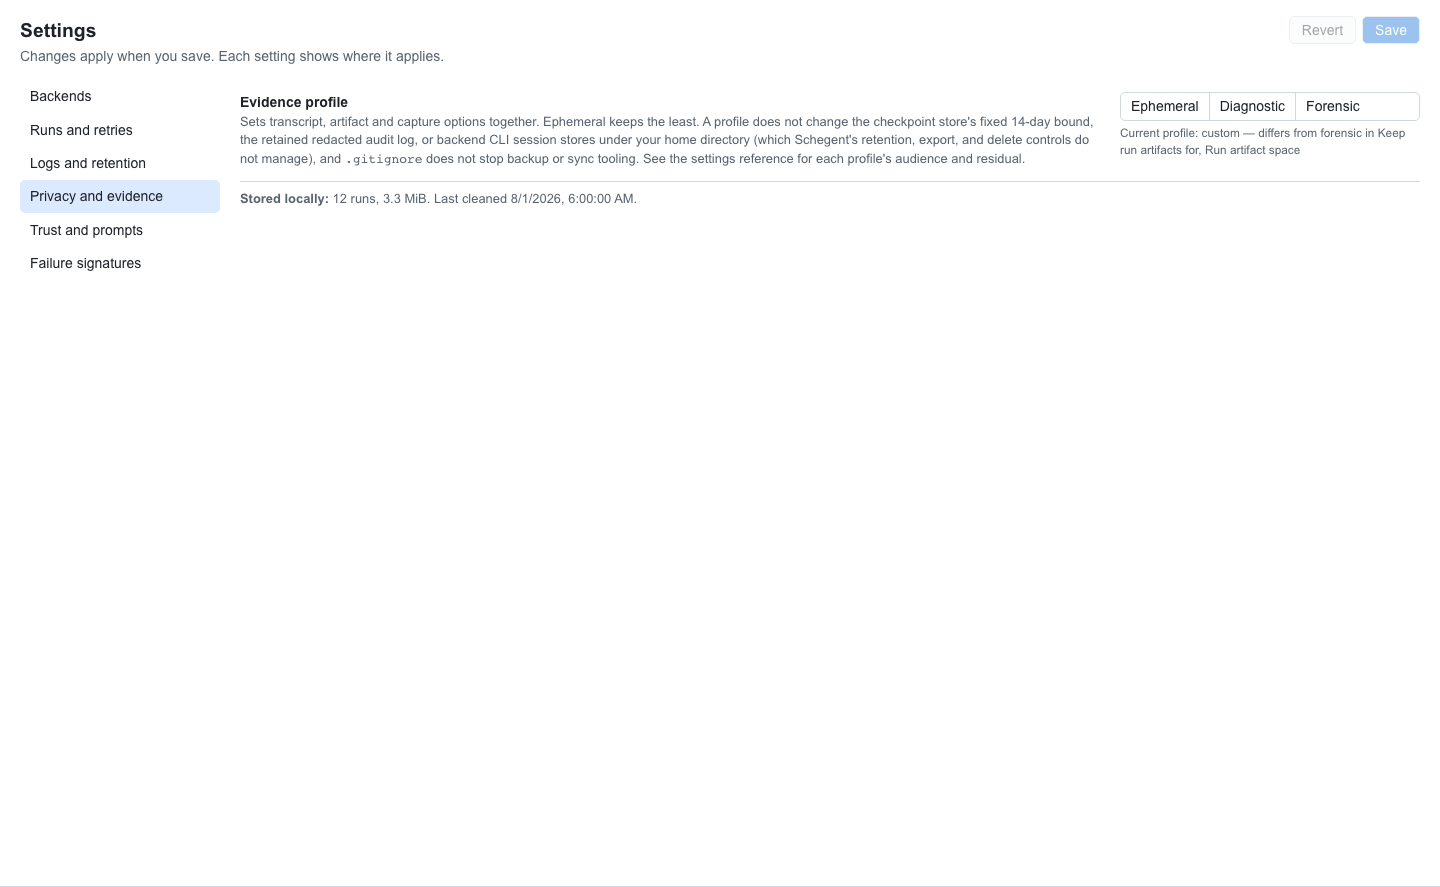 Settings
Revert
Save
Changes apply when you save. Each setting shows where it applies.
Backends
Runs and retries
Logs and retention
Privacy and evidence
Trust and prompts
Failure signatures
Evidence profile
Sets transcript, artifact and capture options together. Ephemeral keeps the least. A profile does not change the checkpoint store's fixed 14-day bound,
the retained redacted audit log, or backend CLI session stores under your home directory (which Schegent's retention, export, and delete controls do
not manage), and .gitignore does not stop backup or sync tooling. See the settings reference for each profile's audience and residual.
Ephemeral
Diagnostic
Forensic
Current profile: custom — differs from forensic in Keep
run artifacts for, Run artifact space
Stored locally: 12 runs, 3.3 MiB. Last cleaned 8/1/2026, 6:00:00 AM.